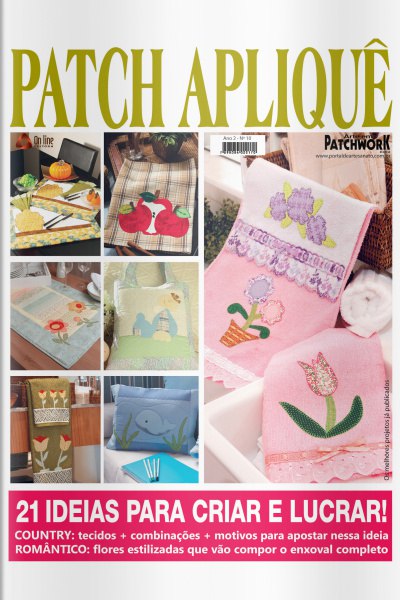 PATCH APLIQUÊ
On line
EDITORA
Ano 2 - Nº 10
Arte em
PATCHWORK
www.portaldeartesanato.com.br
Os melhores projetos já publicados
21 IDEIAS PARA CRIAR E LUCRAR!
COUNTRY: tecidos + combinações + motivos para apostar nessa ideia
ROMÂNTICO: flores estilizadas que vão compor o enxoval completo